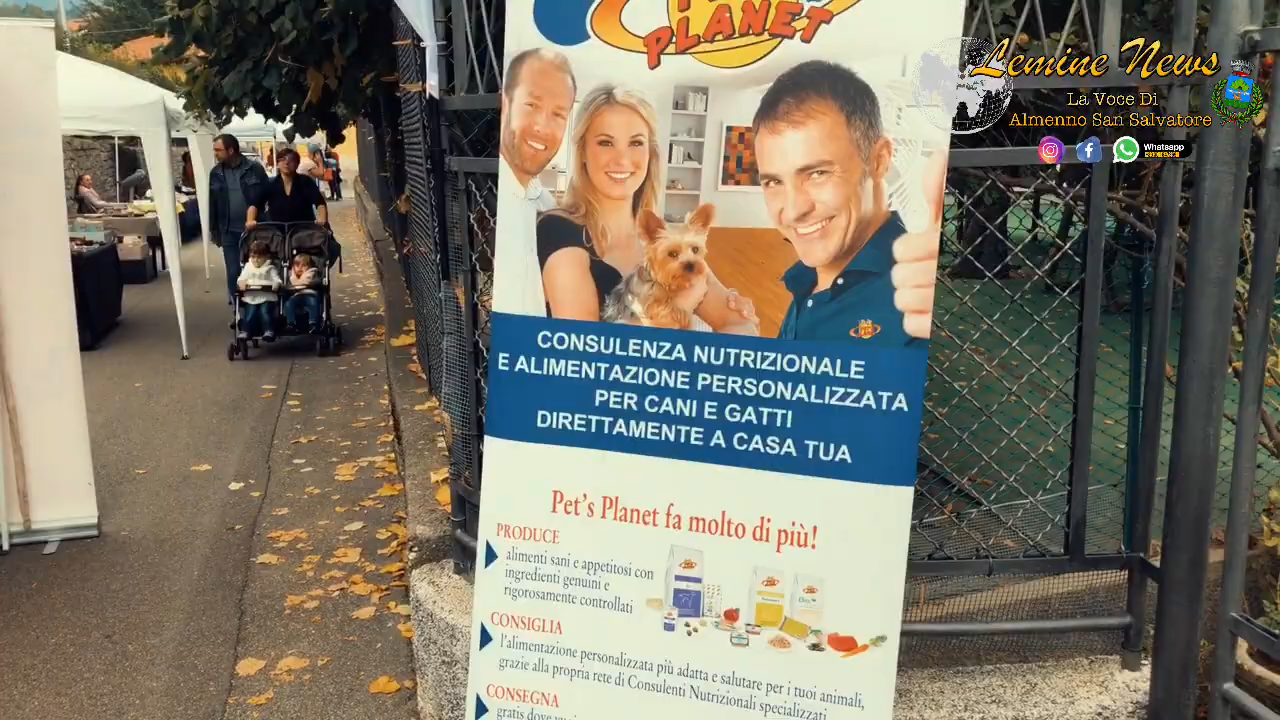 PLANET
Lemine News
La Voce Di
Almenno San Salvatore
Whatsapp
CONSULENZA NUTRIZIONALE
E ALIMENTAZIONE PERSONALIZZATA
PER CANI E GATTI
DIRETTAMENTE A CASA TUA
Pet's Planet fa molto di più!
PRODUCE
alimenti sani e appetitosi con
ingredienti genuini e
rigorosamente controllati
CONSIGLIA
l'alimentazione personalizzata più adatta e salutare per i tuoi animali,
grazie alla propria rete di Consulenti Nutrizionali specializzati
CONSEGNA
gratis dove